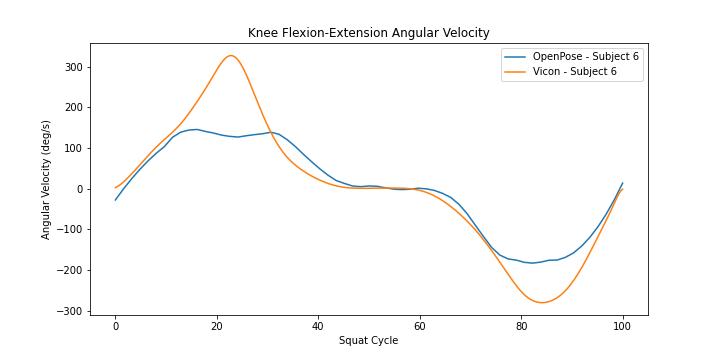 Knee Flexion-Extension Angular Velocity
OpenPose - Subject 6
Vicon - Subject 6
Angular Velocity (deg/s)
300
200
100
0
−100
−200
−300
0 20 40 60 80 100
Squat Cycle